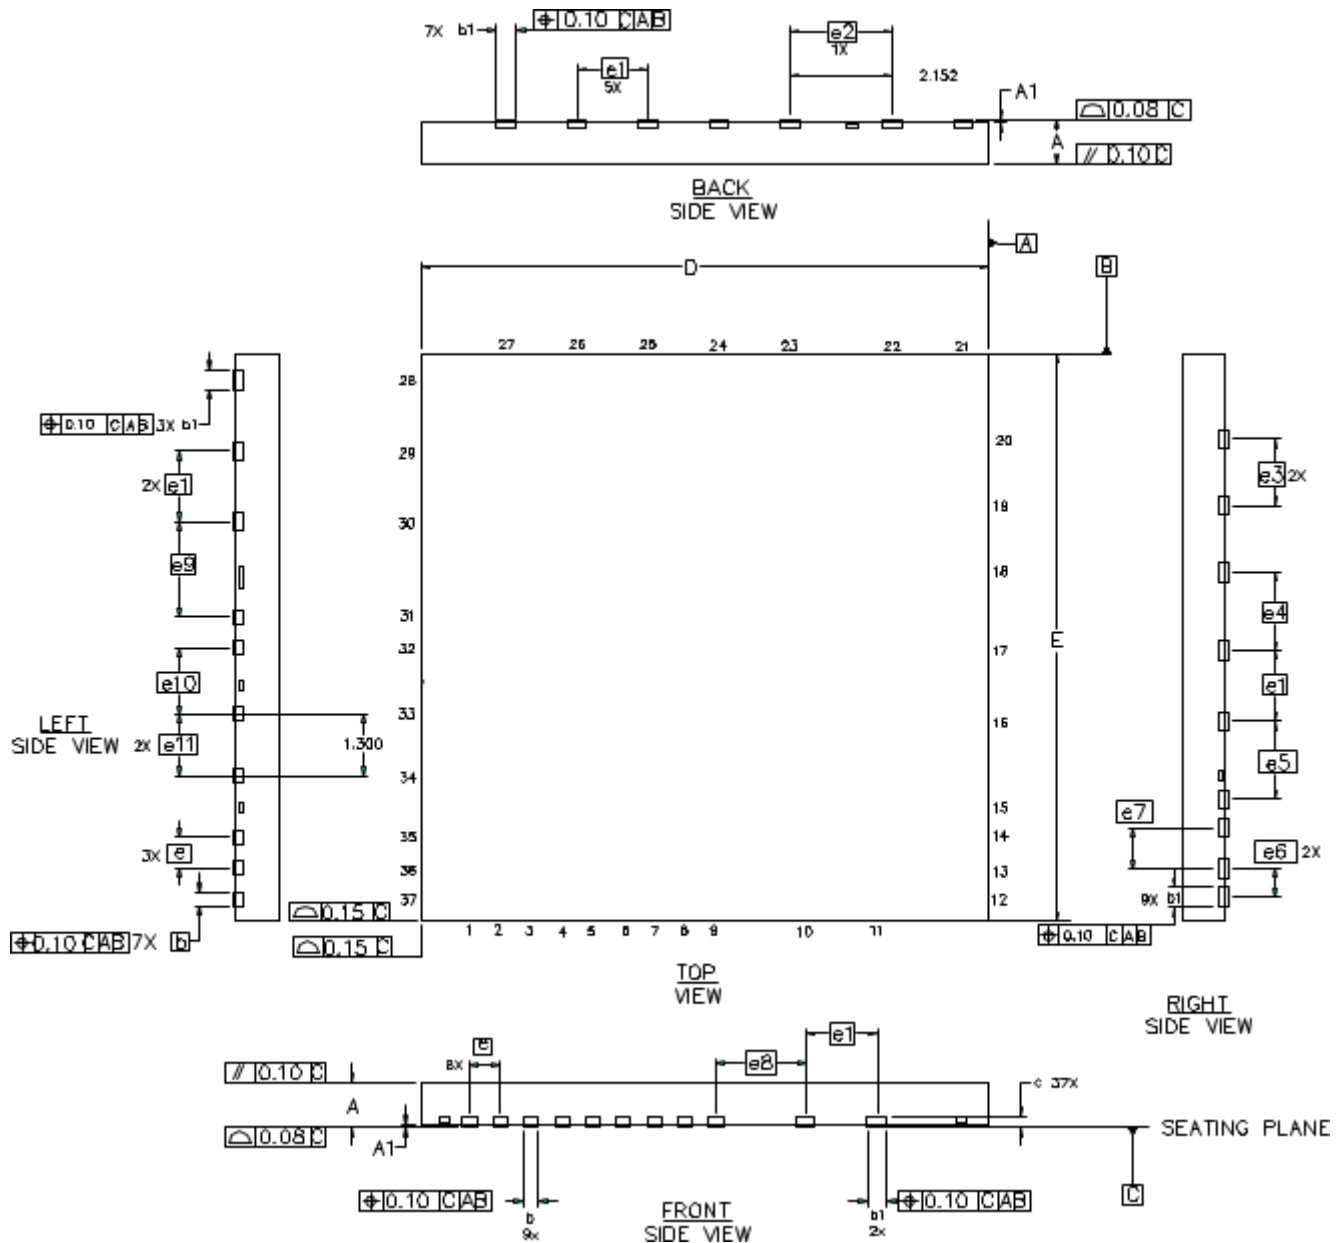 7X b1
⌖ 0.10 C A B
e2
1X
e1
5X
2.152
A1
⌓ 0.08 C
A
// 0.10 C
BACK
SIDE VIEW
A
D
B
27 26 25 24 23 22 21
28
⌖ 0.10 C A B 3X b1
29
2X e1
30
e9
31
32
e10
33
LEFT
SIDE VIEW
2X e11
1.300
34
35
3X e
36
37
⌖ 0.10 C A B 7X b
⌓ 0.15 C
⌓ 0.15 C
E
20
e3 2X
19
18
e4
17
e1
16
e5
15
e7
14
e6 2X
13
12
9X b1
⌖ 0.10 C A B
1 2 3 4 5 6 7 8 9 10 11
TOP
VIEW
RIGHT
SIDE VIEW
e
8X
e8
e1
// 0.10 C
A
c 37X
⌓ 0.08 C
A1
SEATING PLANE
C
⌖ 0.10 C A B
b
9x
b1
2x
⌖ 0.10 C A B
FRONT
SIDE VIEW